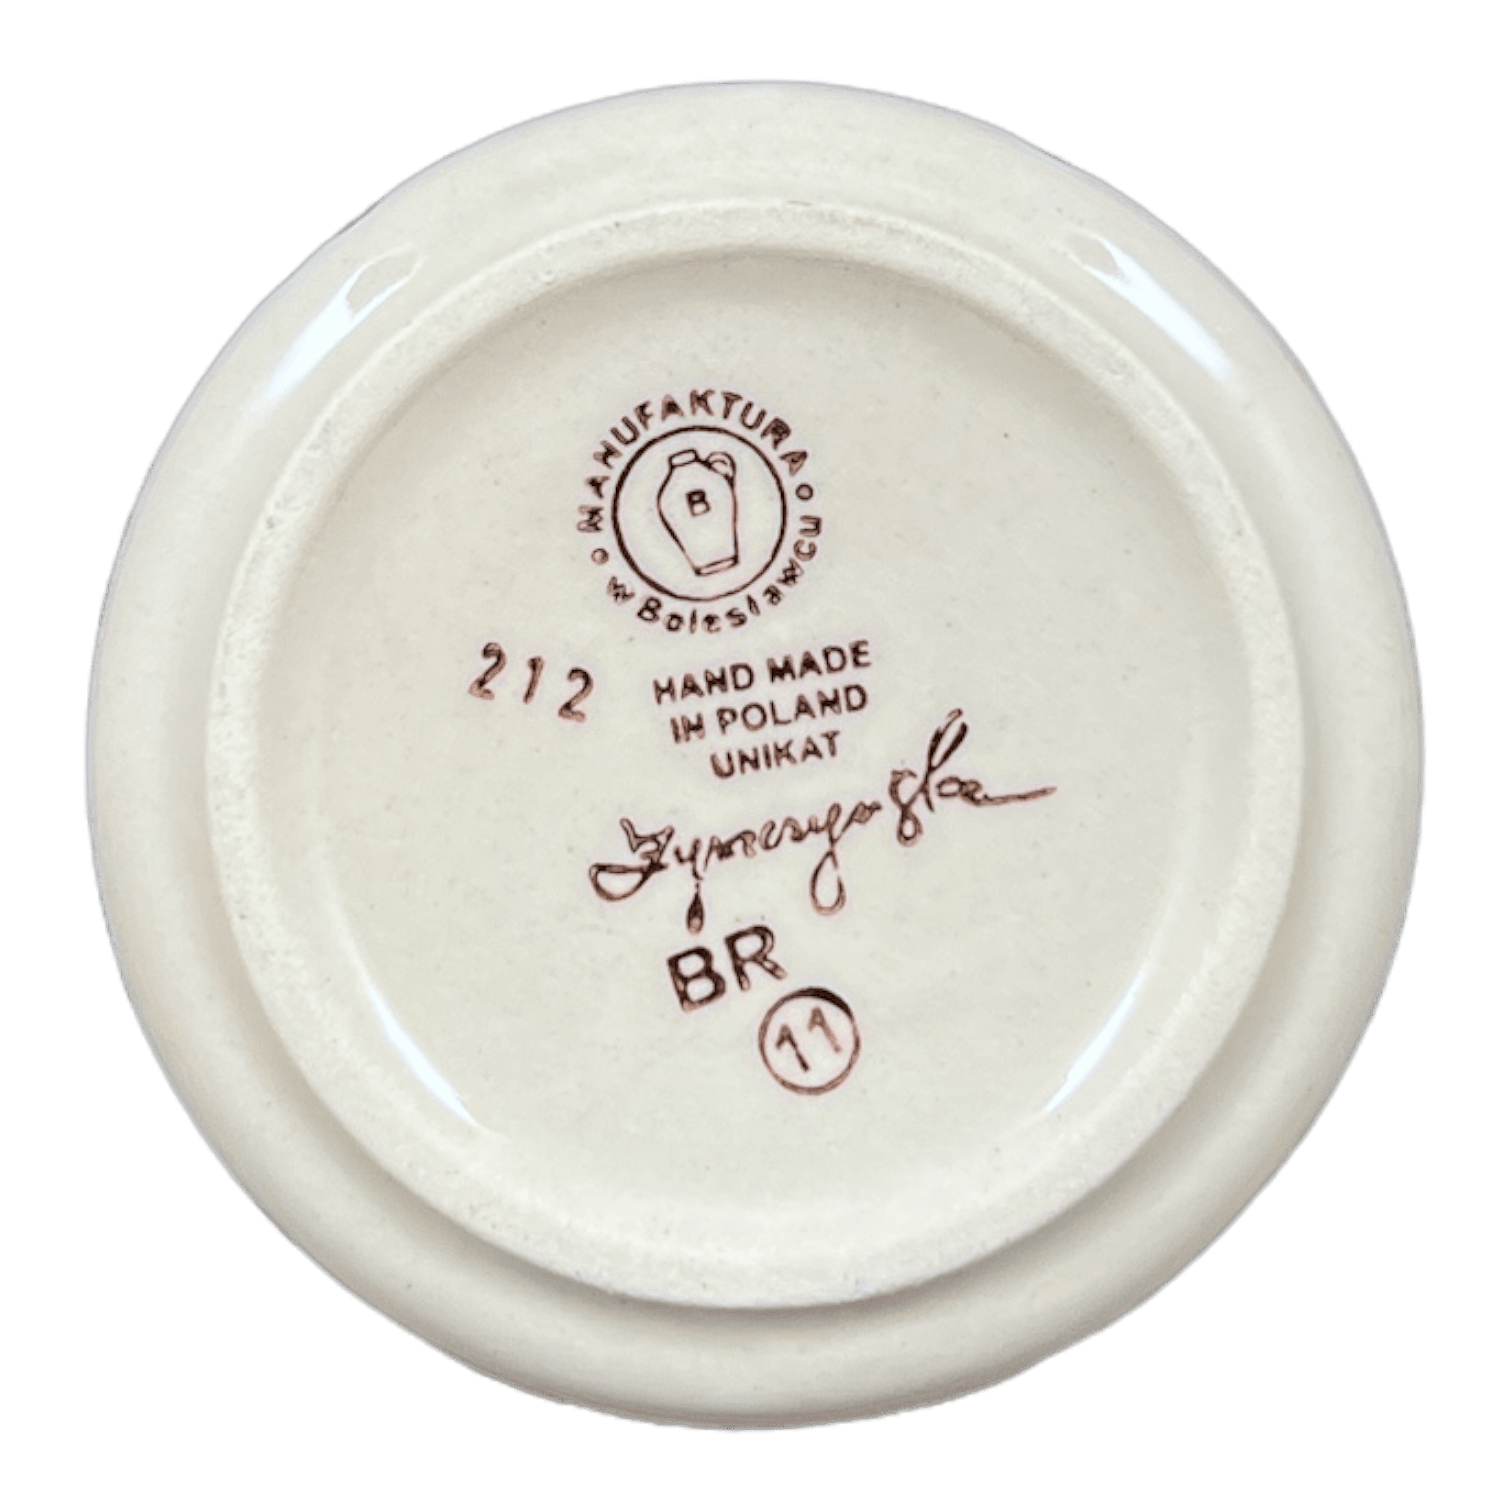 MANUFAKTURA
w Bolesławcu
B
212
HAND MADE
IN POLAND
UNIKAT
BR
11